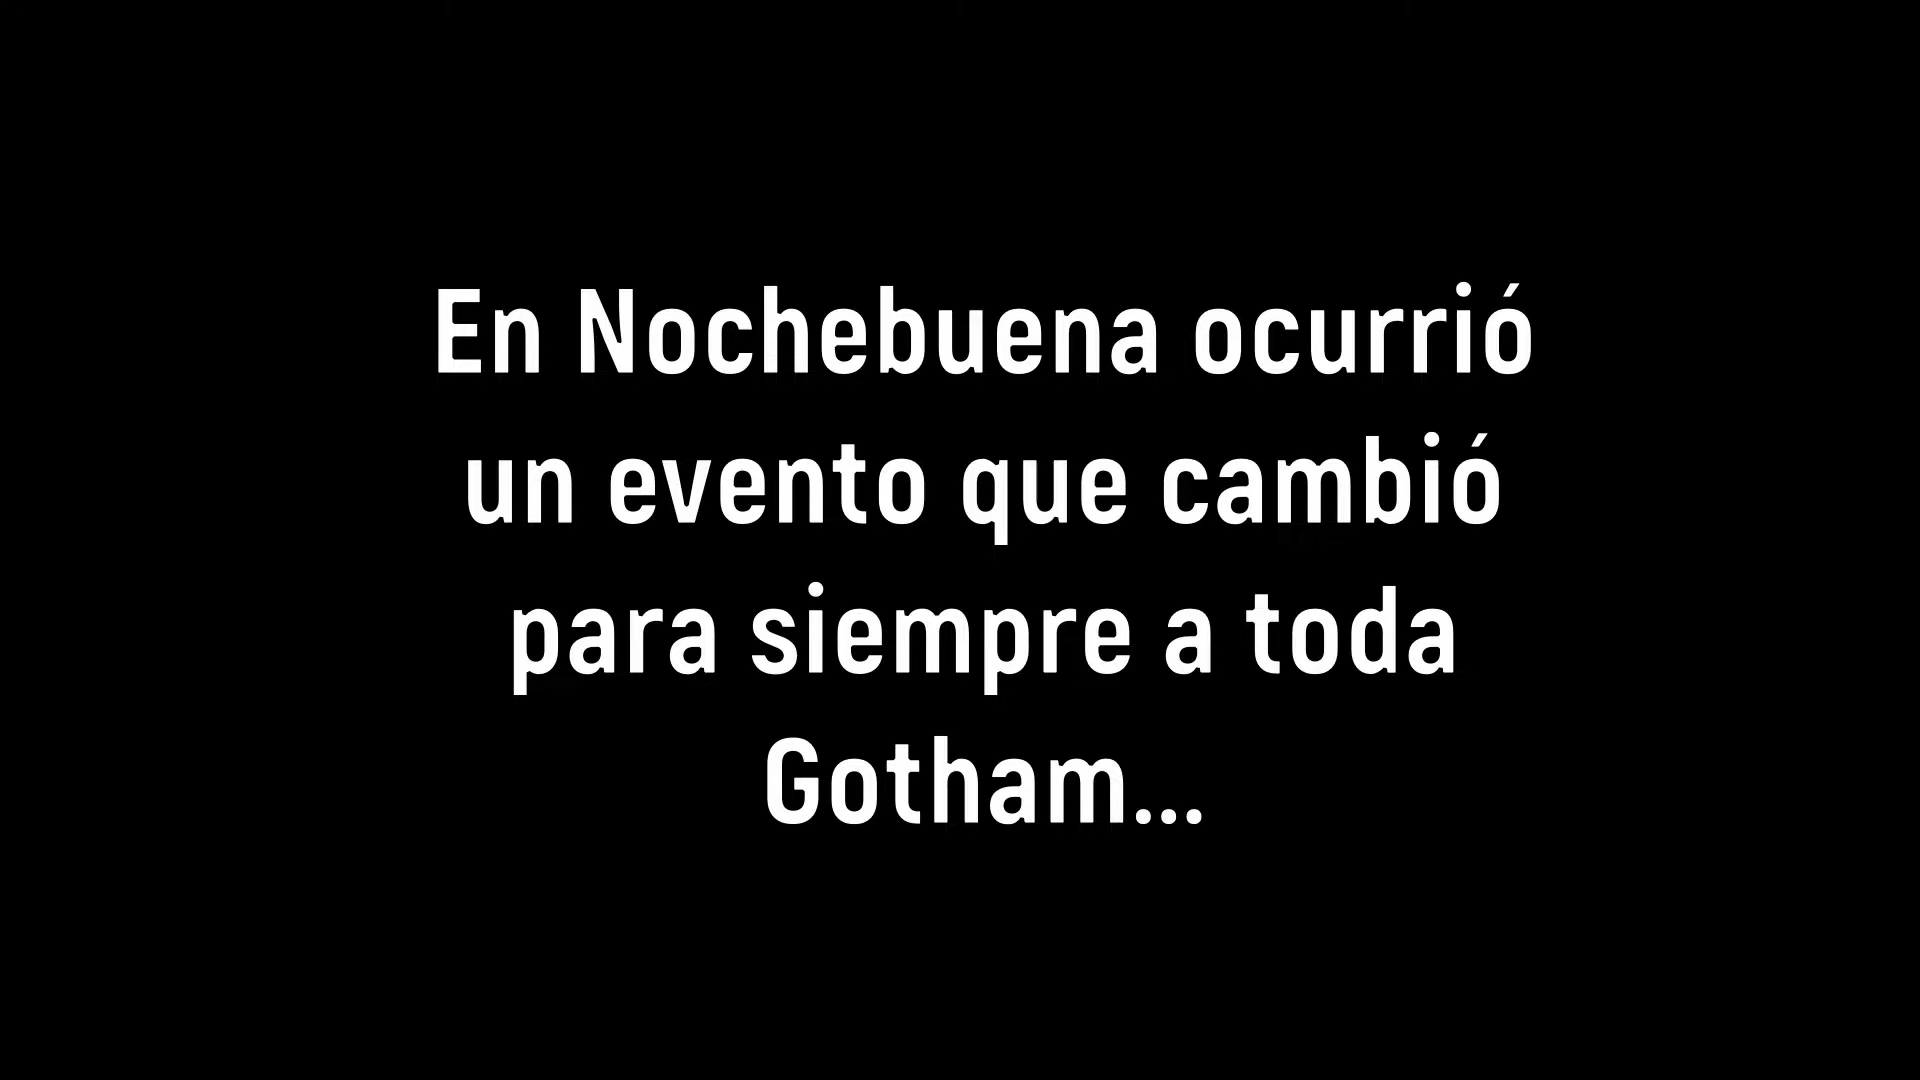 En Nochebuena ocurrió
un evento que cambió
para siempre a toda
Gotham...